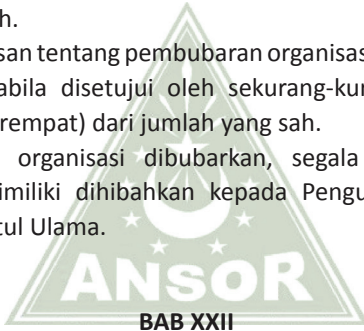 h.
san tentang pembubaran organisas
abila disetujui oleh sekurang-kur
rempat) dari jumlah yang sah.
organisasi dibubarkan, segala
imiliki dihibahkan kepada Pengu
tul Ulama.
ANSOR
BAB XXII